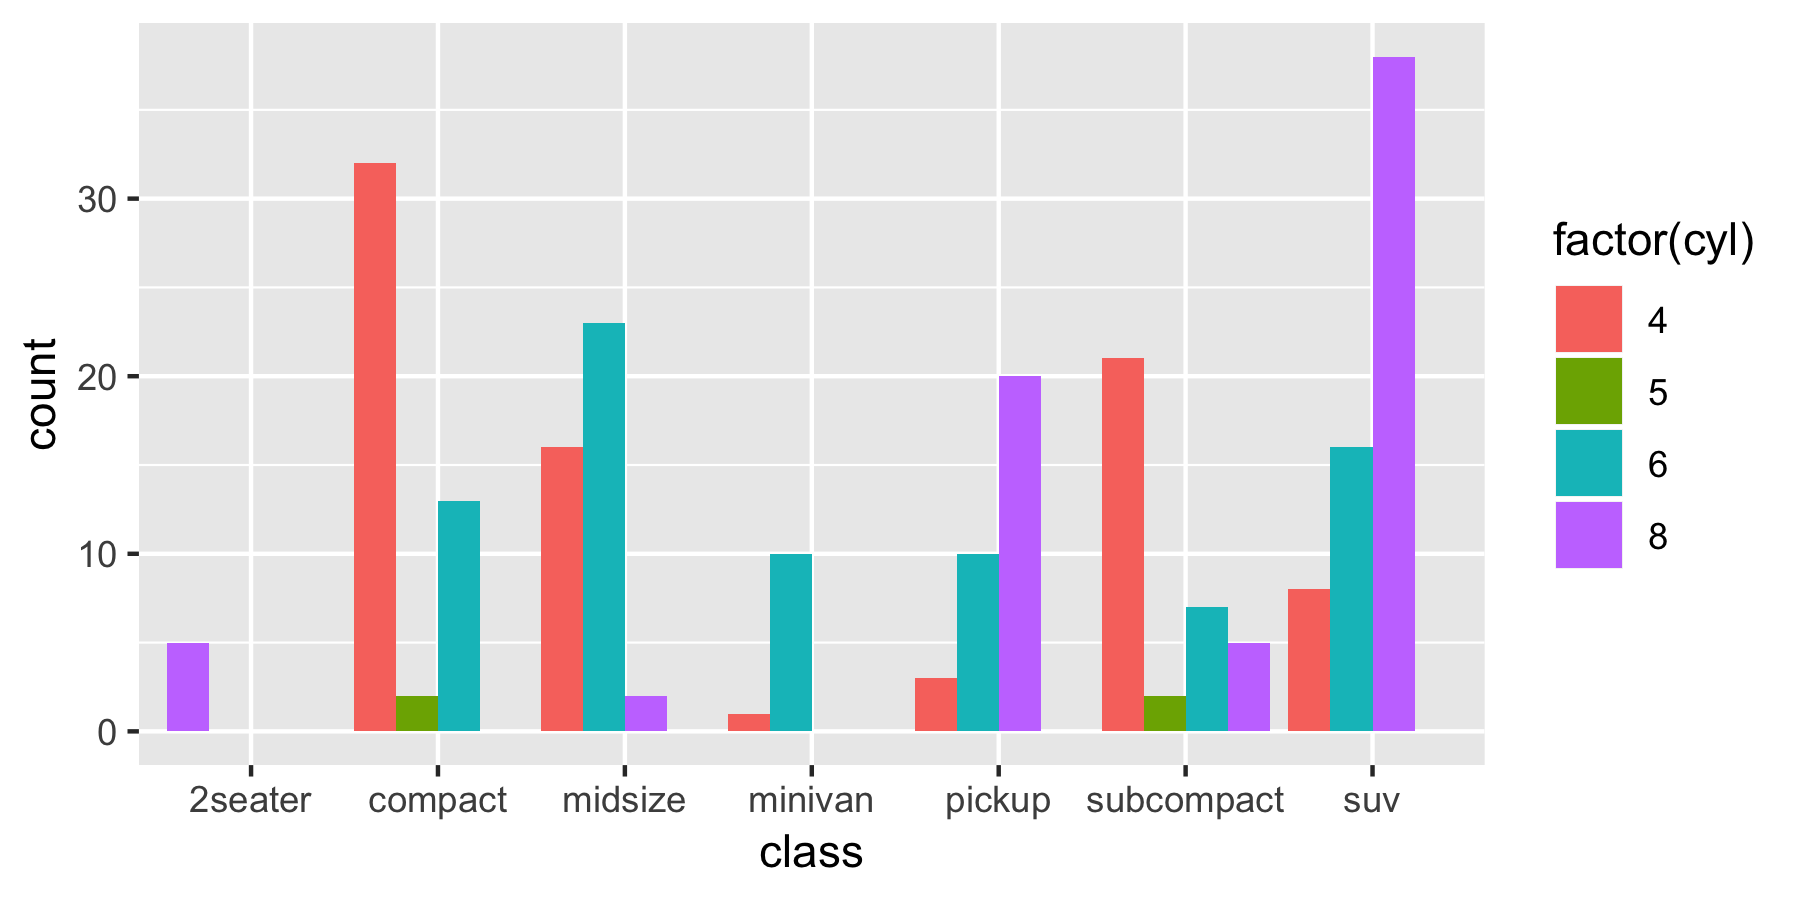 30
20
10
0
count
2seater compact midsize minivan pickup subcompact suv
class
factor(cyl)
4
5
6
8